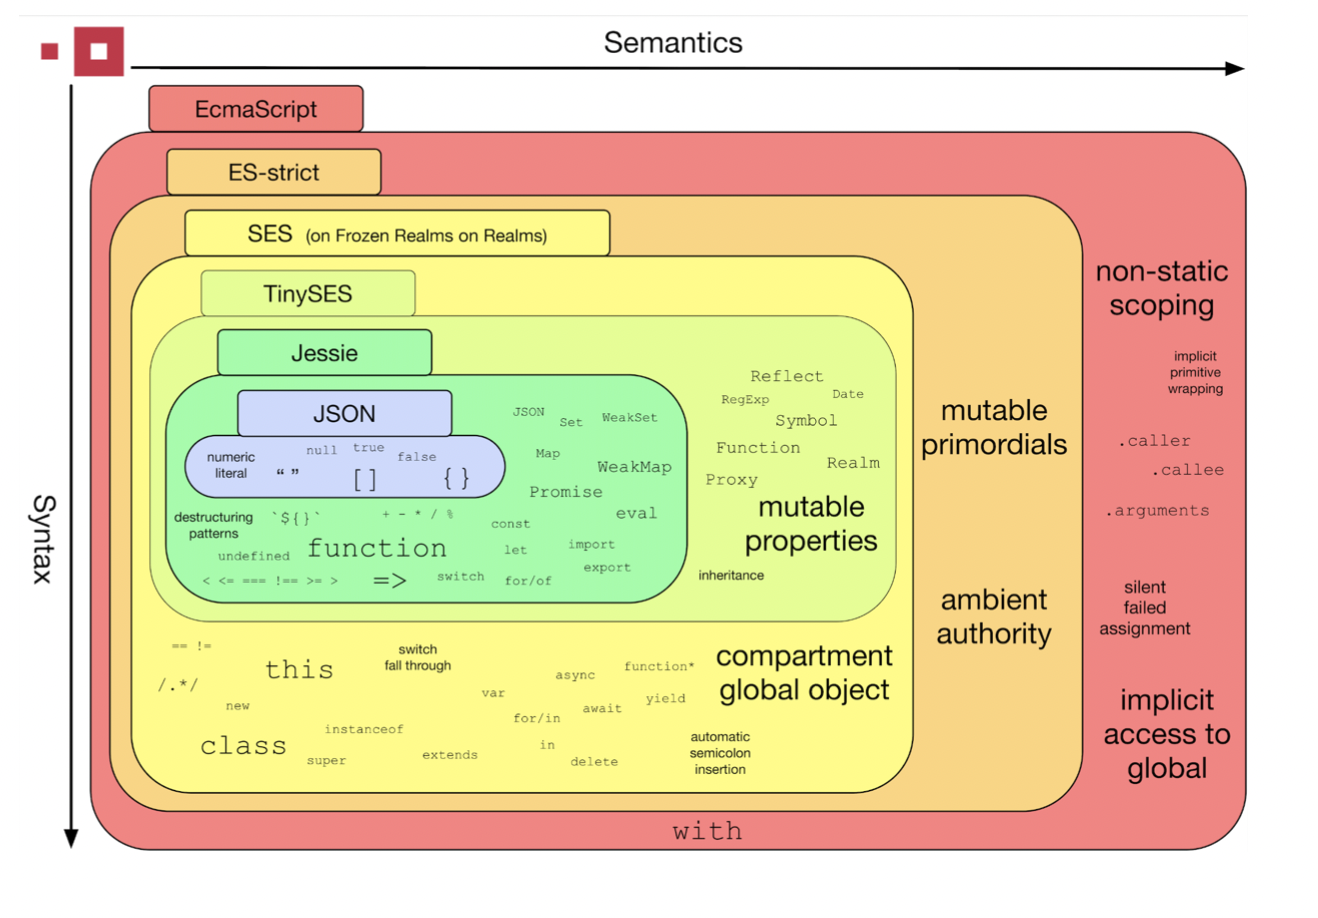 Semantics
EcmaScript
ES-strict
SES (on Frozen Realms on Realms)
TinySES
Jessie
JSON
numeric
literal
null
true
false
“ ”
[ ]
{ }
JSON
Set
WeakSet
Map
WeakMap
Promise
eval
destructuring
patterns
`${}`
+ - * / %
const
undefined
function
let
import
export
< <= === !== >= >
=>
switch
for/of
Reflect
RegExp
Date
Symbol
Function
Realm
Proxy
mutable
properties
inheritance
== !=
/.*/
this
switch
fall through
new
var
async
function*
yield
await
for/in
instanceof
class
super
extends
in
delete
compartment
global object
automatic
semicolon
insertion
mutable
primordials
ambient
authority
non-static
scoping
implicit
primitive
wrapping
.caller
.callee
.arguments
silent
failed
assignment
implicit
access to
global
with
Syntax